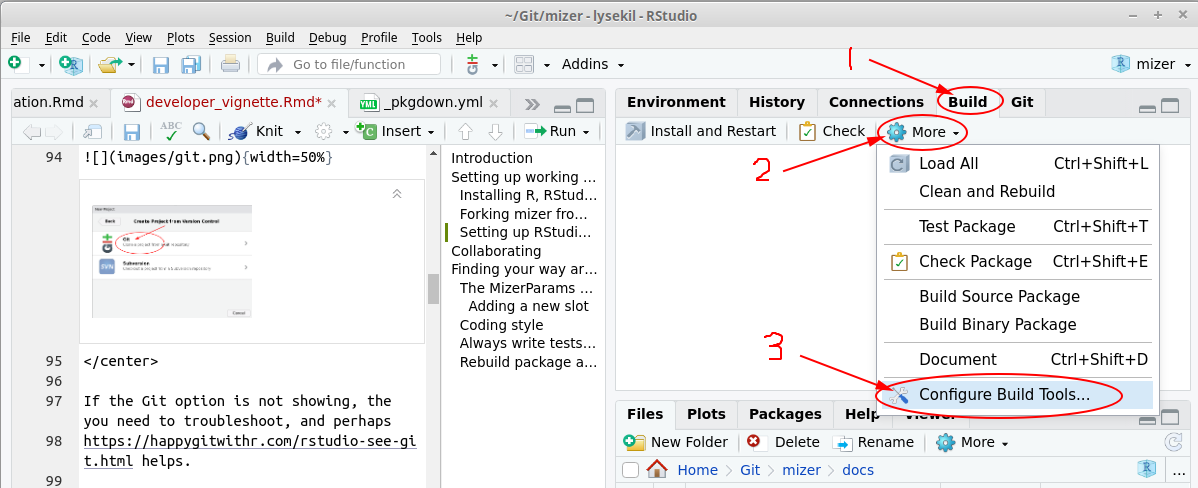 ~/Git/mizer - lysekil - RStudio
File Edit Code View Plots Session Build Debug Profile Tools Help
Go to file/function Addins mizer
1
ation.Rmd developer_vignette.Rmd* _pkgdown.yml
ABC Knit Insert Run
94 ![](images/git.png){width=50%}
Back Create Project from Version Control
Git
Subversion
Cancel
95 </center>
96
97 If the Git option is not showing, the
you need to troubleshoot, and perhaps
98 https://happygitwithr.com/rstudio-see-gi
t.html helps.
99
Introduction
Setting up working ...
Installing R, RStud...
Forking mizer fro...
Setting up RStudi...
Collaborating
Finding your way ar...
The MizerParams ...
Adding a new slot
Coding style
Always write tests...
Rebuild package a...
Environment History Connections Build Git
Install and Restart Check More
2
Load All Ctrl+Shift+L
Clean and Rebuild
Test Package Ctrl+Shift+T
Check Package Ctrl+Shift+E
Build Source Package
Build Binary Package
Document Ctrl+Shift+D
3
Configure Build Tools...
Files Plots Packages Help
New Folder Delete Rename More
Home Git mizer docs ...